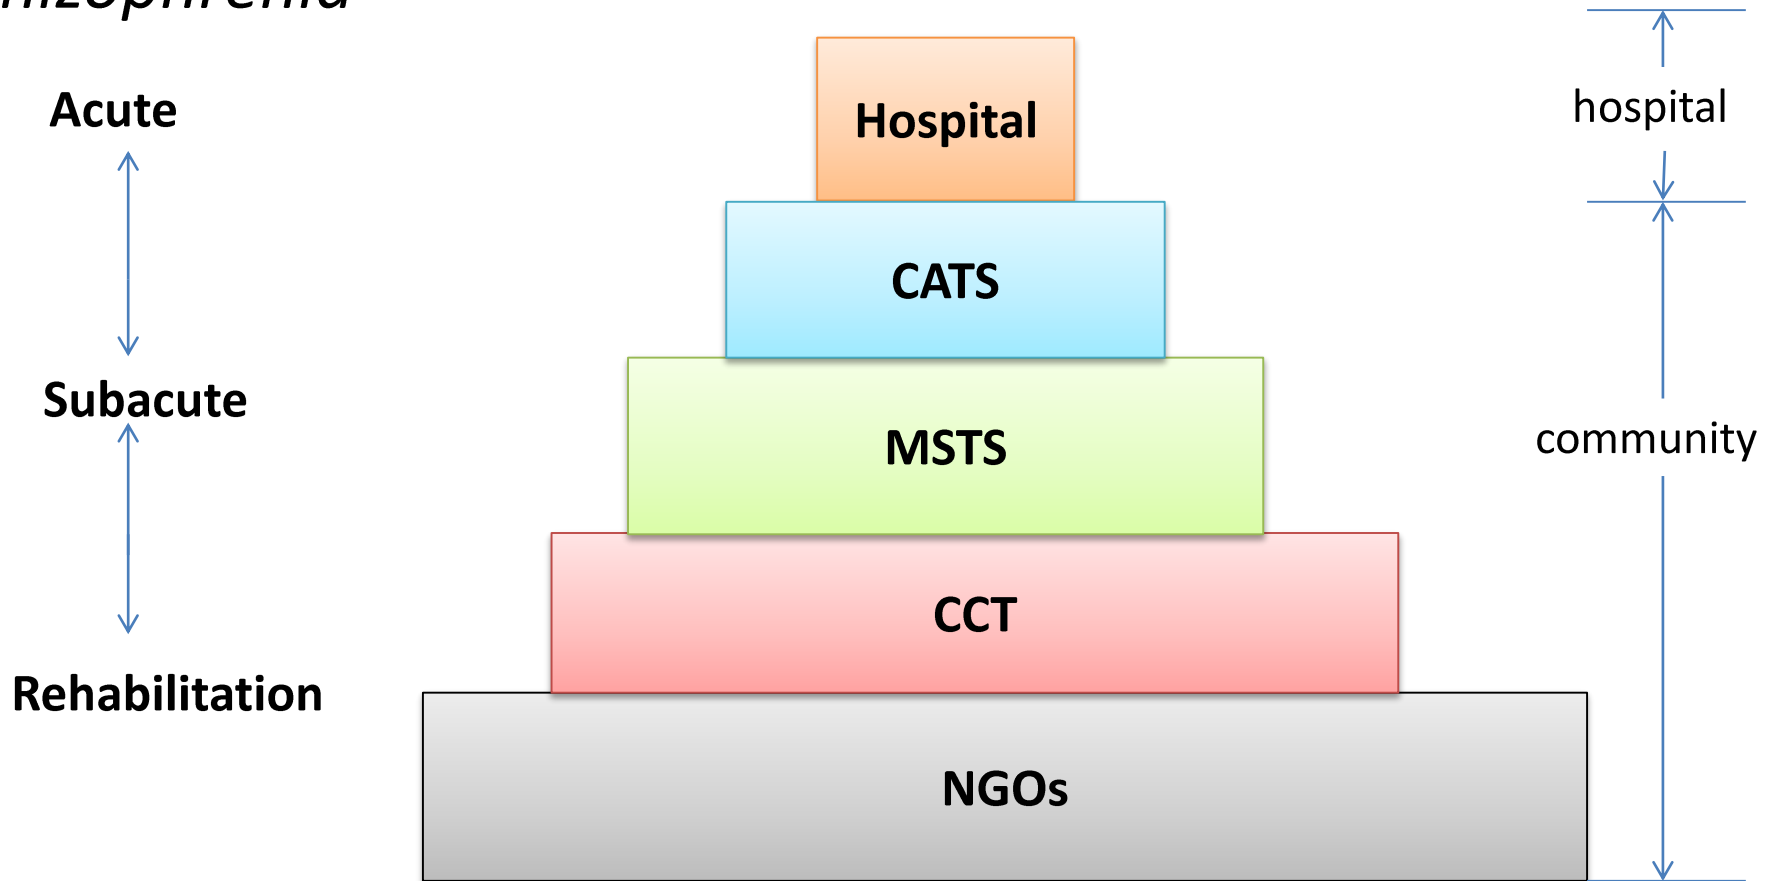 Acute
Hospital
hospital
CATS
Subacute
MSTS
community
CCT
Rehabilitation
NGOs